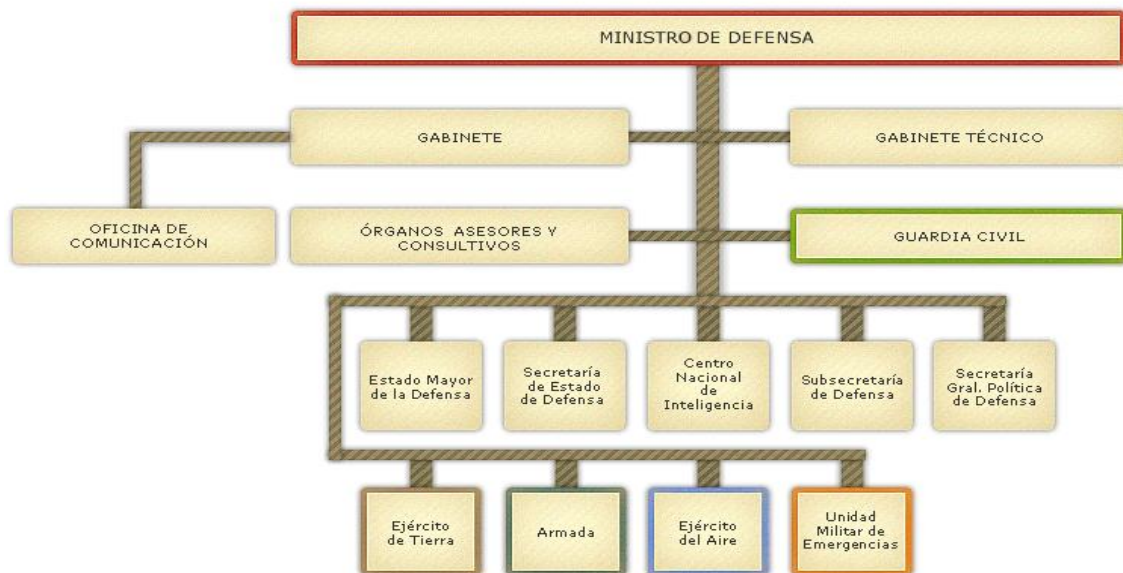 MINISTRO DE DEFENSA
GABINETE
GABINETE TÉCNICO
OFICINA DE
COMUNICACIÓN
ÓRGANOS ASESORES Y
CONSULTIVOS
GUARDIA CIVIL
Estado Mayor
de la Defensa
Secretaría
de Estado
de Defensa
Centro
Nacional
de
Inteligencia
Subsecretaría
de Defensa
Secretaría
Gral. Política
de Defensa
Ejército
de Tierra
Armada
Ejército
del Aire
Unidad
Militar de
Emergencias